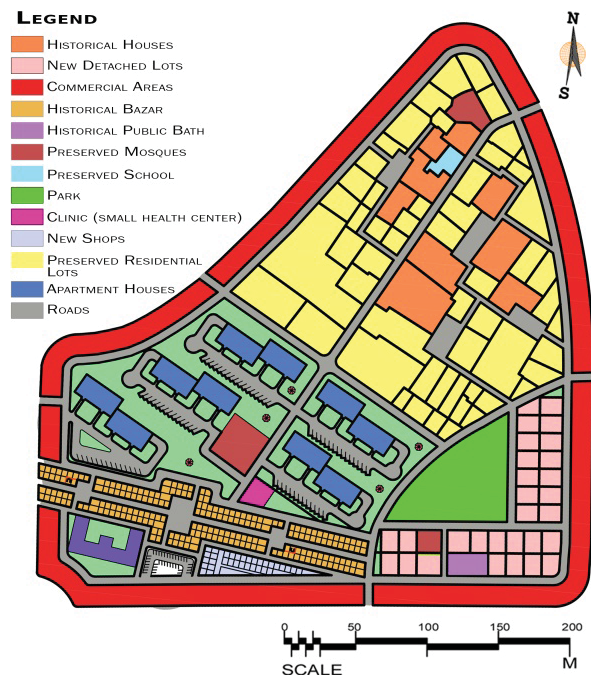 LEGEND
HISTORICAL HOUSES
NEW DETACHED LOTS
COMMERCIAL AREAS
HISTORICAL BAZAR
HISTORICAL PUBLIC BATH
PRESERVED MOSQUES
PRESERVED SCHOOL
PARK
CLINIC (SMALL HEALTH CENTER)
NEW SHOPS
PRESERVED RESIDENTIAL
LOTS
APARTMENT HOUSES
ROADS
N
S
0 50 100 150 200
SCALE M